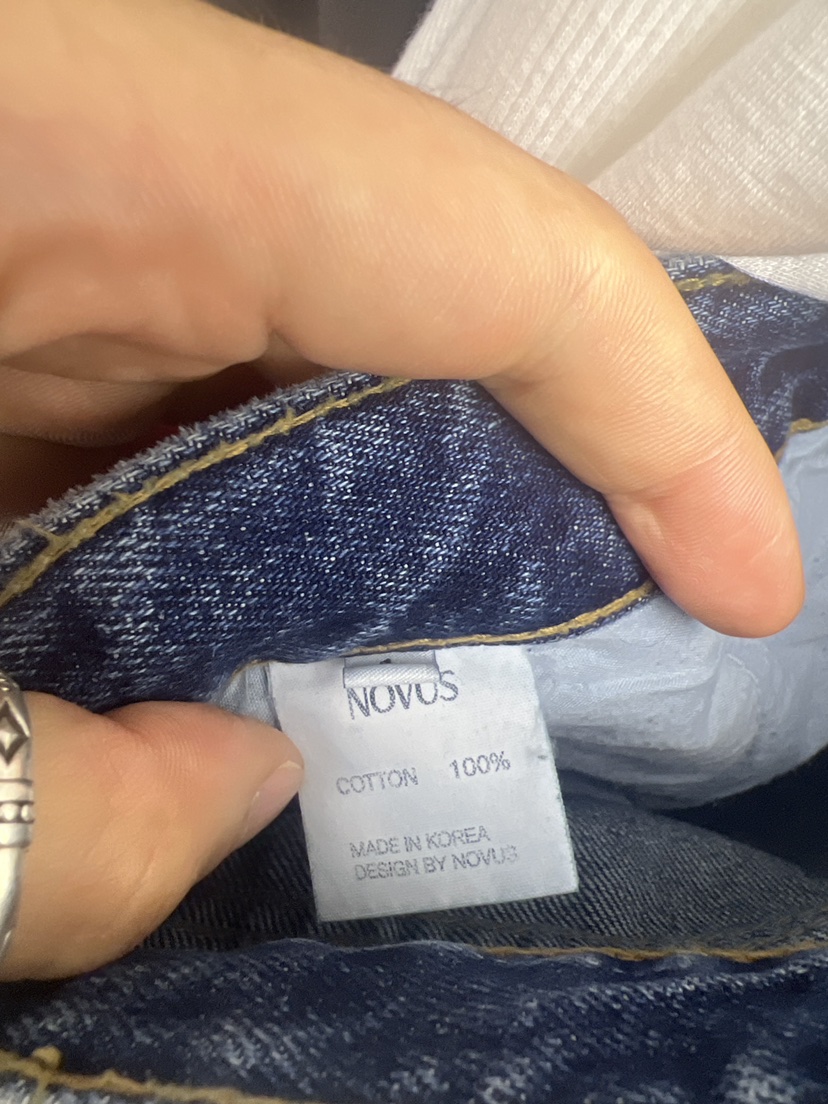 NOVUS
COTTON 100%
MADE IN KOREA
DESIGN BY NOVUS